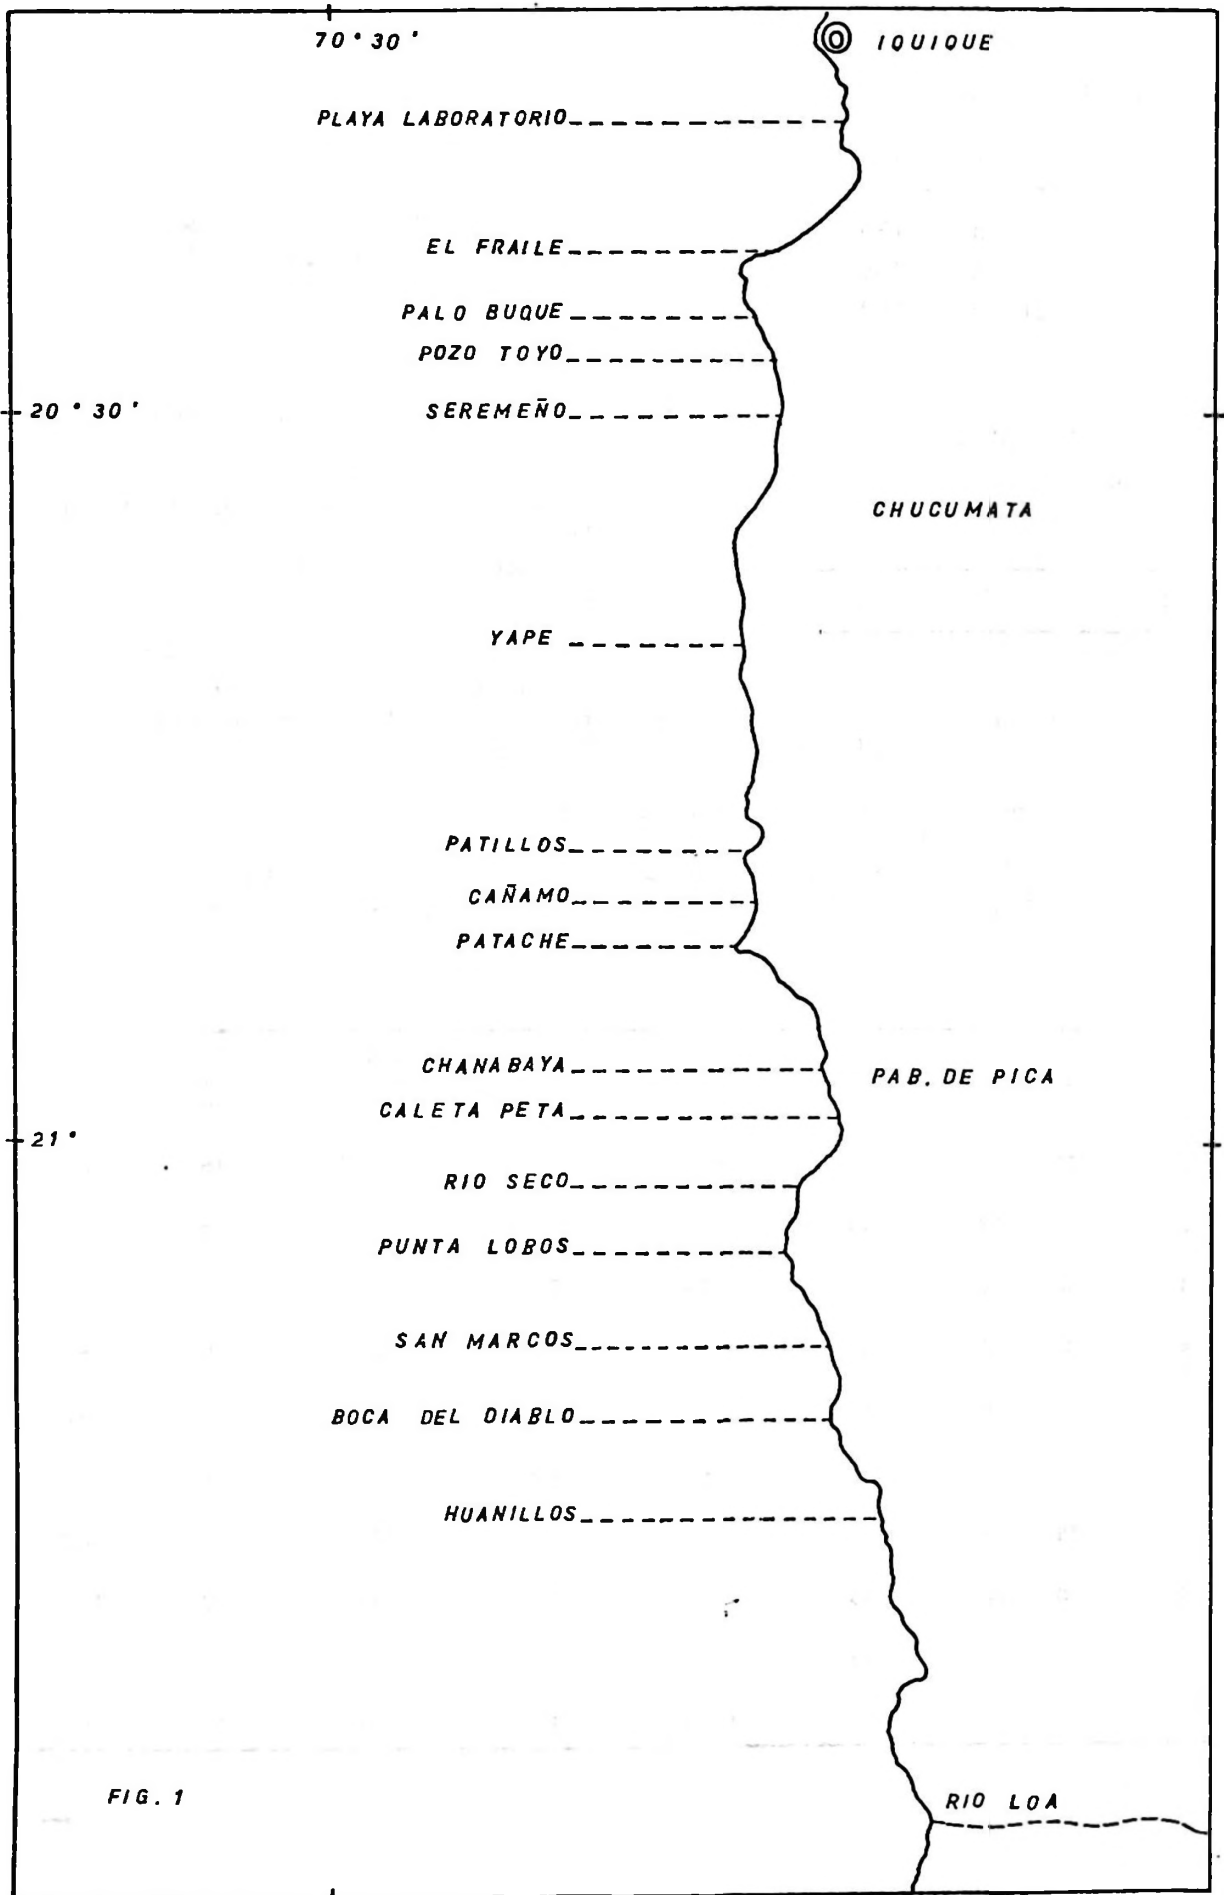 70°30'
IQUIQUE
PLAYA LABORATORIO
EL FRAILE
PALO BUQUE
POZO TOYO
20°30'
SEREMEÑO
CHUCUMATA
YAPE
PATILLOS
CAÑAMO
PATACHE
CHANABAYA
PAB. DE PICA
CALETA PETA
21°
RIO SECO
PUNTA LOBOS
SAN MARCOS
BOCA DEL DIABLO
HUANILLOS
FIG. 1
RIO LOA